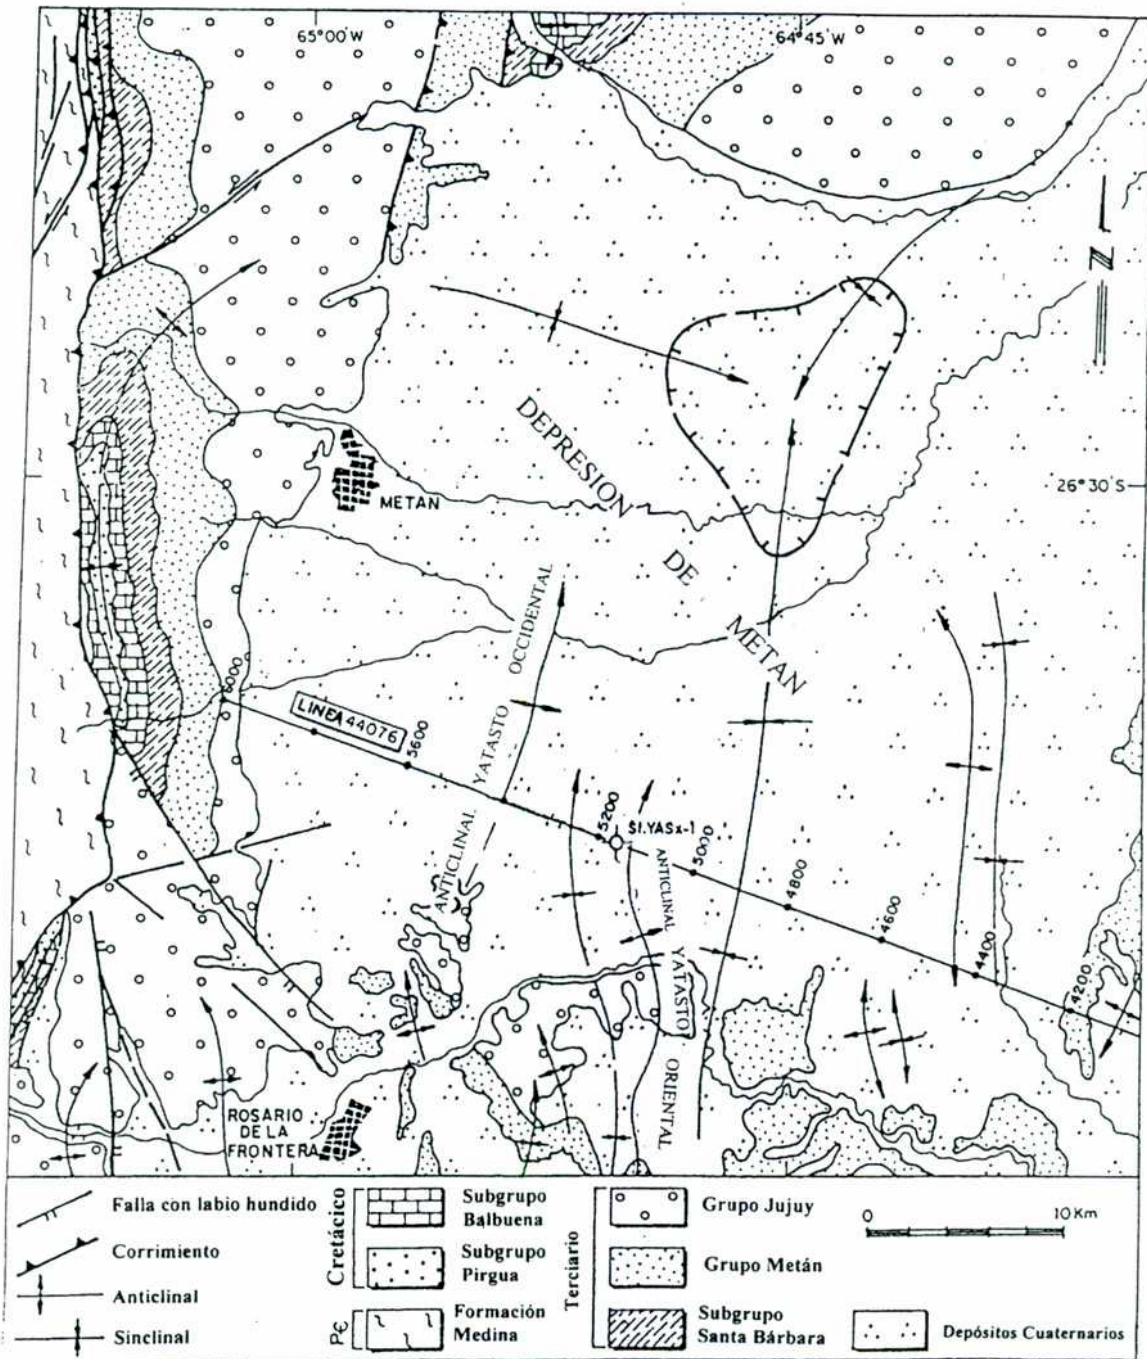 65°00'W
64°45'W
N
DEPRESION
DE
METAN
26°30'S
METAN
ANTICLINAL YATASTO OCCIDENTAL
6000
LINEA 44076
5600
5200
SI.YASx-1
5000
4800
4600
4400
4200
ANTICLINAL YATASTO ORIENTAL
ROSARIO
DE LA
FRONTERA
Falla con labio hundido
Corrimiento
Anticlinal
Sinclinal
Cretácico
Subgrupo
Balbuena
Subgrupo
Pirgua
P€
Formación
Medina
Terciario
Grupo Jujuy
Grupo Metán
Subgrupo
Santa Bárbara
0 10 Km
Depósitos Cuaternarios